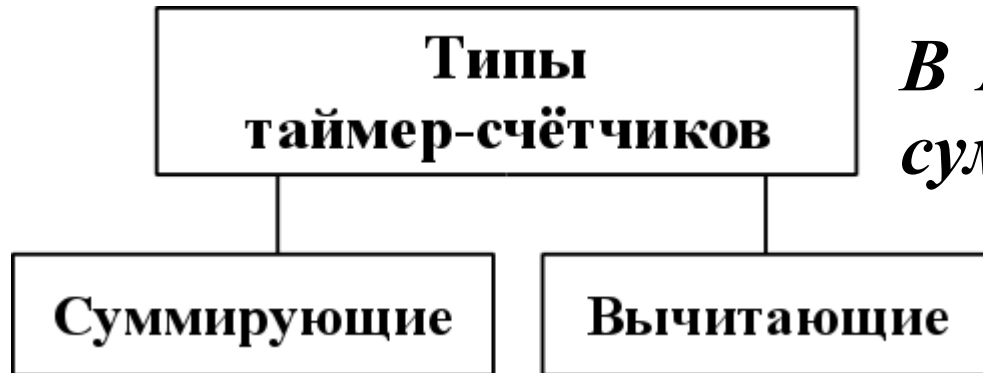 Типы
таймер-счётчиков
В
Суммирующие
Вычитающие